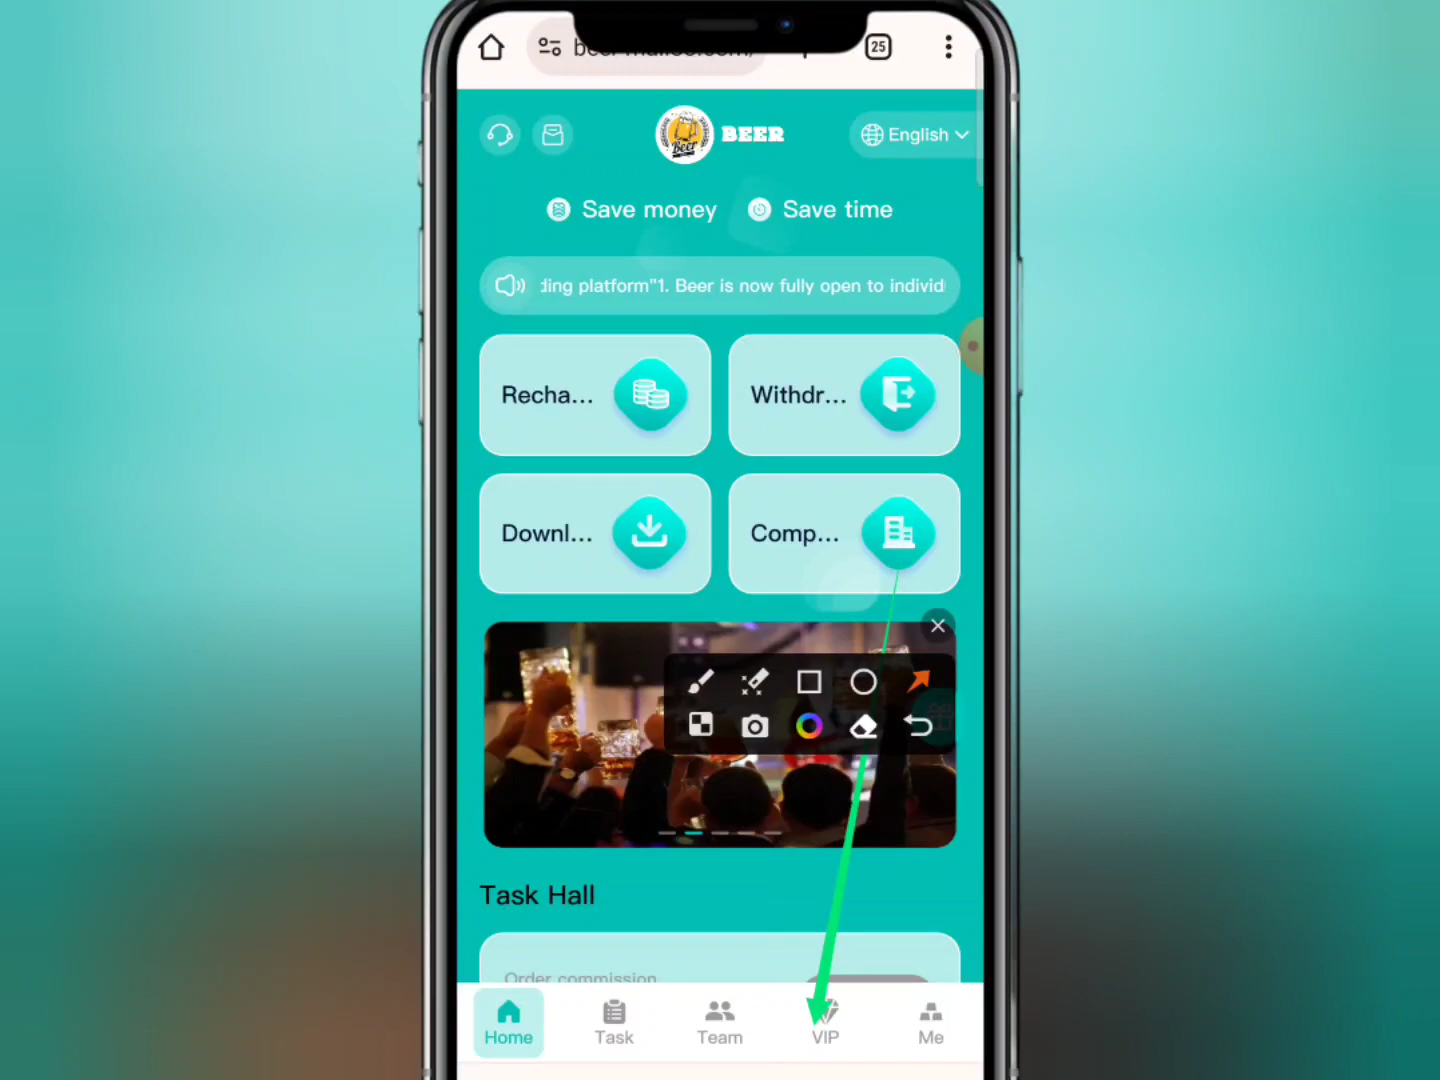 25
BEER
English
Save money
Save time
ding platform"1. Beer is now fully open to individ
Recha...
Withdr...
Downl...
Comp...
Task Hall
Order commission
Home
Task
Team
VIP
Me